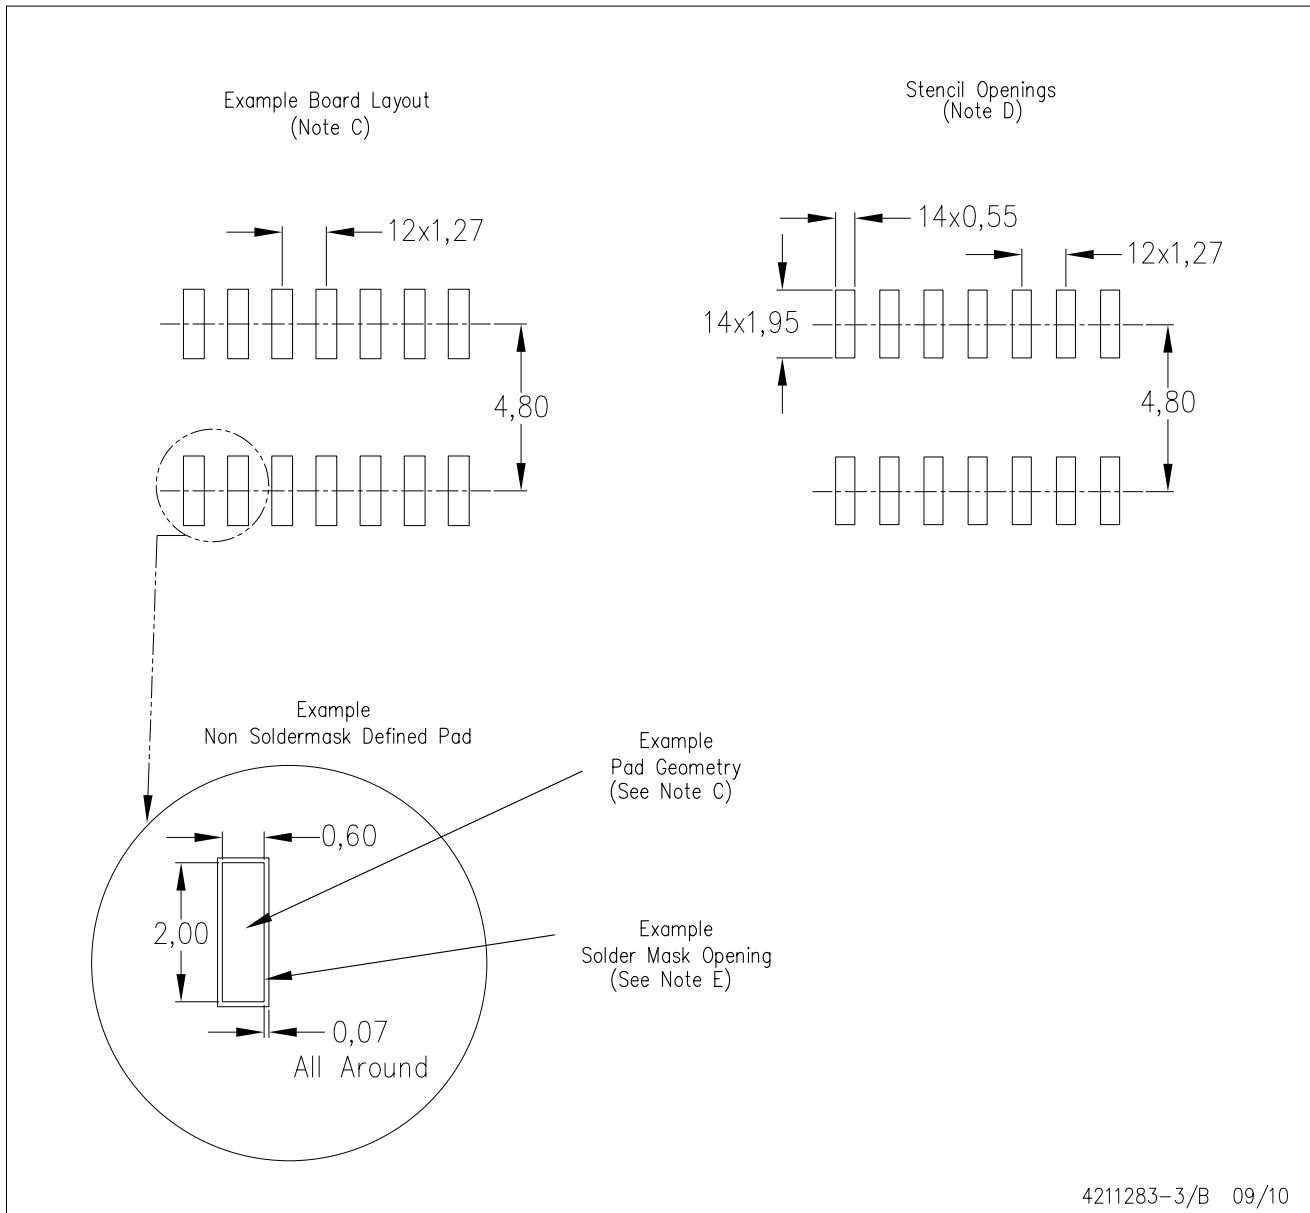 Example Board Layout
(Note C)
Stencil Openings
(Note D)
12x1,27
14x0,55
12x1,27
14x1,95
4,80
4,80
Example
Non Soldermask Defined Pad
Example
Pad Geometry
(See Note C)
0,60
2,00
Example
Solder Mask Opening
(See Note E)
0,07
All Around
4211283-3/B 09/10